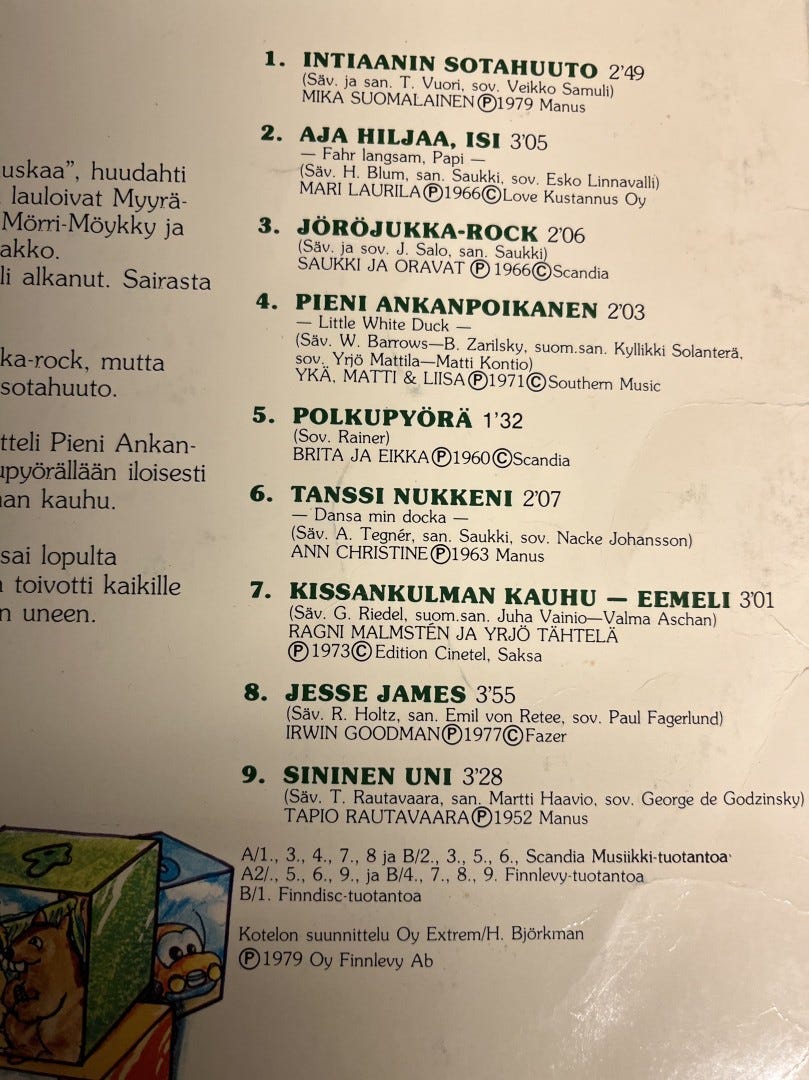 uskaa”, huudahti
lauloivat Myyrä-
Mörri-Möykky ja
akko.
li alkanut. Sairasta
ka-rock, mutta
sotahuuto.
tteli Pieni Ankan-
upyörällään iloisesti
an kauhu.
sai lopulta
toivotti kaikille
n uneen.
1. INTIAANIN SOTAHUUTO 2'49
(Säv. ja san. T. Vuori, sov. Veikko Samuli)
MIKA SUOMALAINEN Ⓟ 1979 Manus
2. AJA HILJAA, ISI 3'05
— Fahr langsam, Papi —
(Säv. H. Blum, san. Saukki, sov. Esko Linnavalli)
MARI LAURILA Ⓟ 1966 © Love Kustannus Oy
3. JÖRÖJUKKA-ROCK 2'06
(Säv. ja sov. J. Salo, san. Saukki)
SAUKKI JA ORAVAT Ⓟ 1966 © Scandia
4. PIENI ANKANPOIKANEN 2'03
— Little White Duck —
(Säv. W. Barrows—B. Zarilsky, suom.san. Kyllikki Solanterä,
sov. Yrjö Mattila—Matti Kontio)
YKÄ, MATTI & LIISA Ⓟ 1971 © Southern Music
5. POLKUPYÖRÄ 1'32
(Sov. Rainer)
BRITA JA EIKKA Ⓟ 1960 © Scandia
6. TANSSI NUKKENI 2'07
— Dansa min docka —
(Säv. A. Tegnér, san. Saukki, sov. Nacke Johansson)
ANN CHRISTINE Ⓟ 1963 Manus
7. KISSANKULMAN KAUHU — EEMELI 3'01
(Säv. G. Riedel, suom.san. Juha Vainio—Valma Aschan)
RAGNI MALMSTÉN JA YRJÖ TÄHTELÄ
Ⓟ 1973 © Edition Cinetel, Saksa
8. JESSE JAMES 3'55
(Säv. R. Holtz, san. Emil von Retee, sov. Paul Fagerlund)
IRWIN GOODMAN Ⓟ 1977 © Fazer
9. SININEN UNI 3'28
(Säv. T. Rautavaara, san. Martti Haavio, sov. George de Godzinsky)
TAPIO RAUTAVAARA Ⓟ 1952 Manus
A/1., 3., 4., 7., 8 ja B/2., 3., 5., 6., Scandia Musiikki-tuotantoa
A2/., 5., 6., 9., ja B/4., 7., 8., 9. Finnlevy-tuotantoa
B/1. Finndisc-tuotantoa
Kotelon suunnittelu Oy Extrem/H. Björkman
Ⓟ 1979 Oy Finnlevy Ab